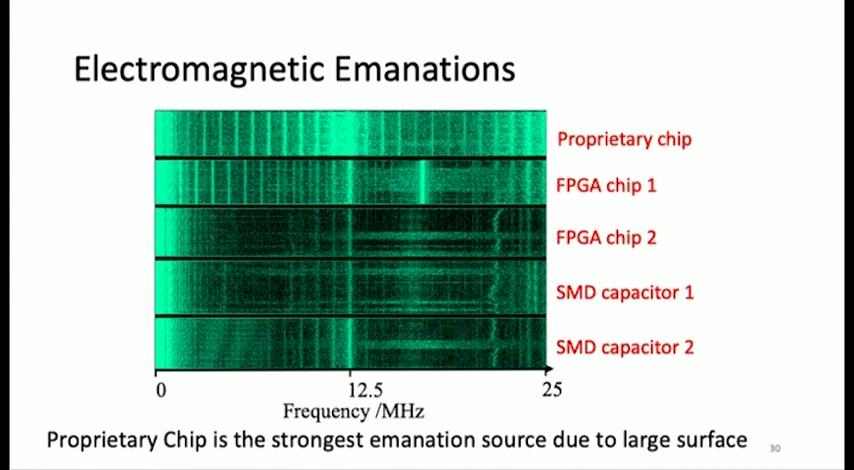 Electromagnetic Emanations
Proprietary chip
FPGA chip 1
FPGA chip 2
SMD capacitor 1
SMD capacitor 2
0 12.5 25
Frequency /MHz
Proprietary Chip is the strongest emanation source due to large surface
30